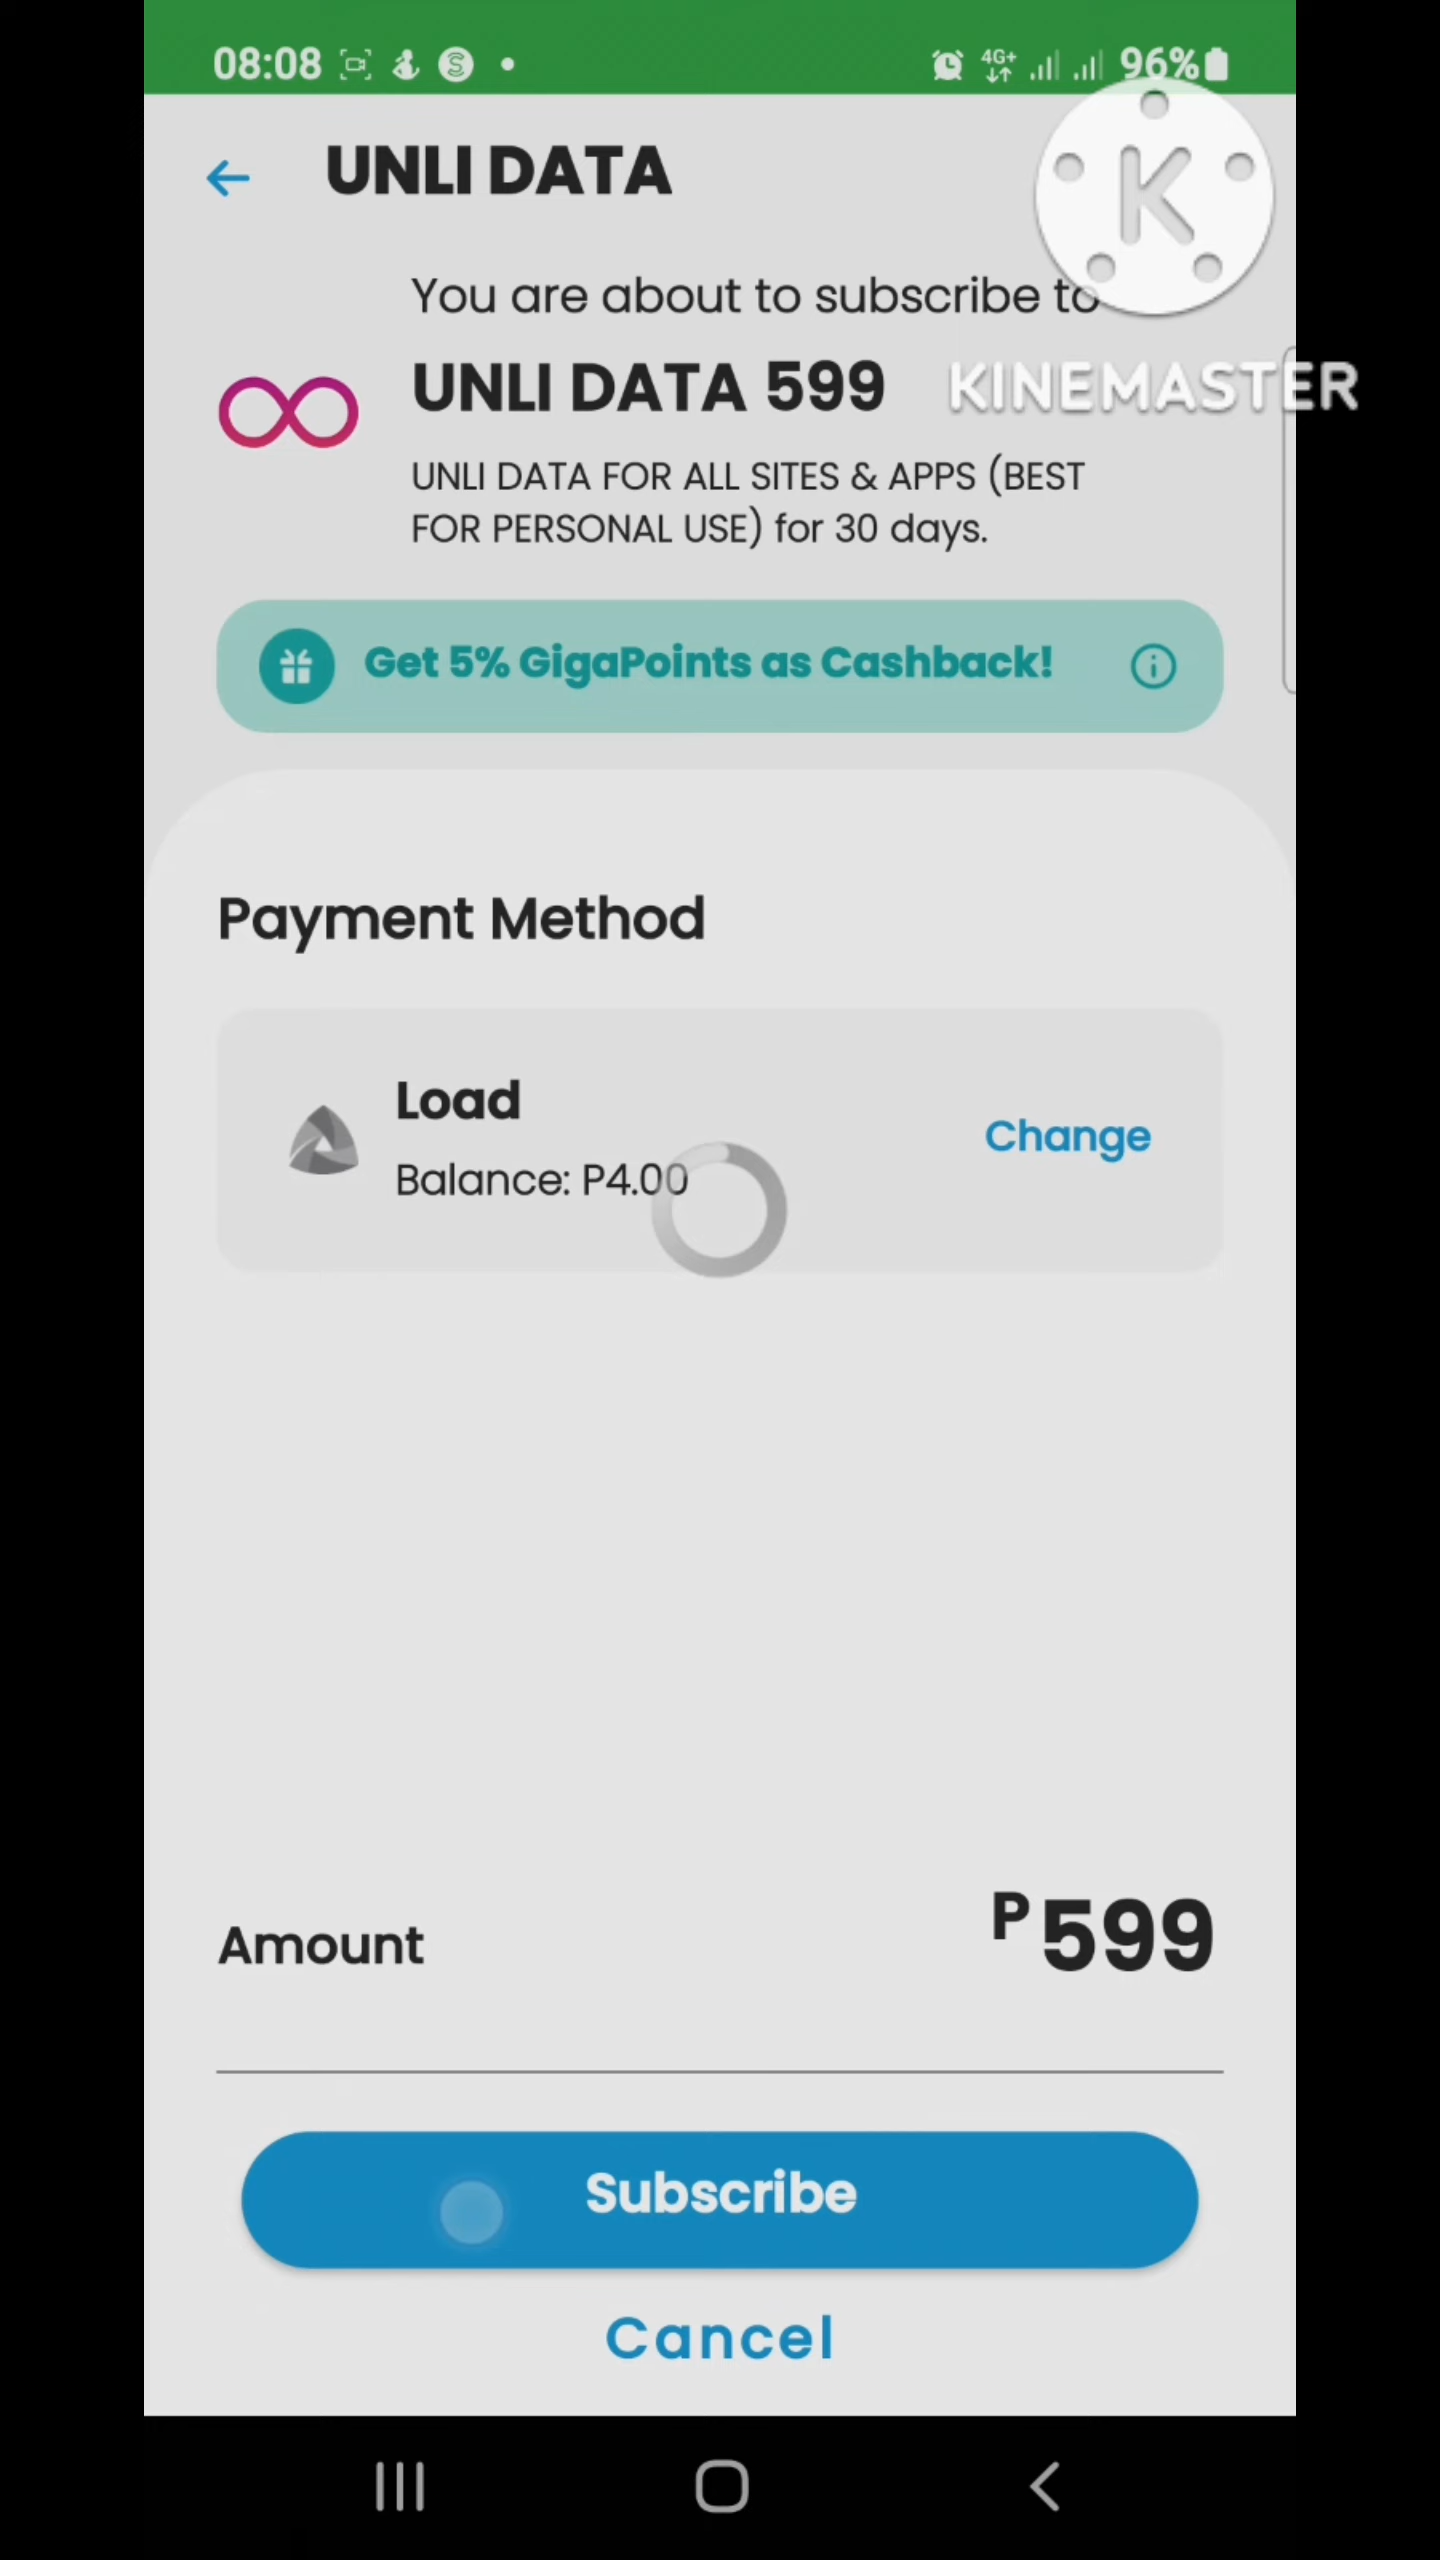 08:08
4G+
96%
UNLI DATA
K
You are about to subscribe to
UNLI DATA 599
KINEMASTER
UNLI DATA FOR ALL SITES & APPS (BEST
FOR PERSONAL USE) for 30 days.
Get 5% GigaPoints as Cashback!
Payment Method
Load
Balance: P4.00
Change
Amount
P599
Subscribe
Cancel